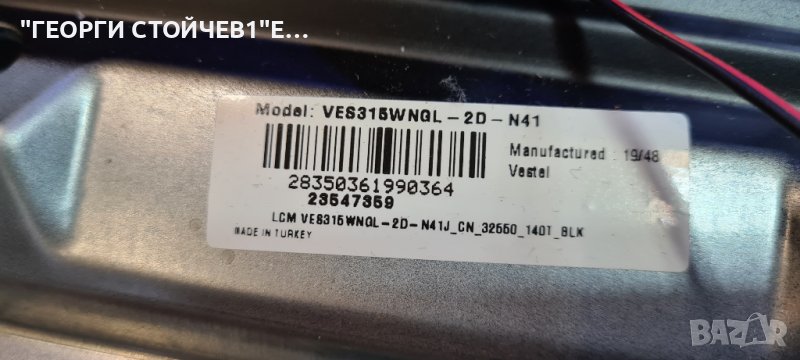 "ГЕОРГИ СТОЙЧЕВ1"Е...
Model: VES315WNGL-2D-N41
Manufactured : 19/48
Vestel
28350361990364
23547359
LCM VES315WNGL-2D-N41J_CN_32550_140T_BLK
MADE IN TURKEY
BAZAR